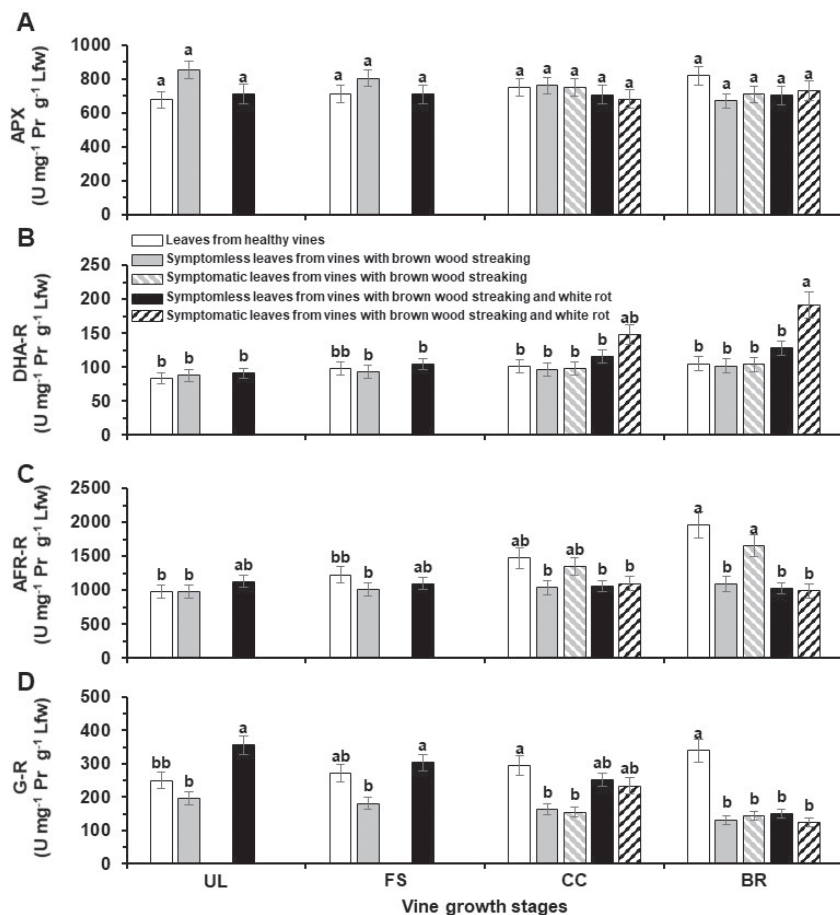 A
1000
800
600
400
200
0
APX
(U mg-1 Pr g-1 Lfw)
a a a a a a a a a a a a a a a a
B
Leaves from healthy vines
Symptomless leaves from vines with brown wood streaking
Symptomatic leaves from vines with brown wood streaking
Symptomless leaves from vines with brown wood streaking and white rot
Symptomatic leaves from vines with brown wood streaking and white rot
250
200
150
100
50
0
DHA-R
(U mg-1 Pr g-1 Lfw)
b b b bb b b b b b b ab b b b b a
C
2500
2000
1500
1000
500
0
AFR-R
(U mg-1 Pr g-1 Lfw)
b b ab bb b ab ab b ab b b a b a b b
D
500
400
300
200
100
0
G-R
(U mg-1 Pr g-1 Lfw)
bb b a ab b a a b b ab ab a b b b b
UL FS CC BR
Vine growth stages